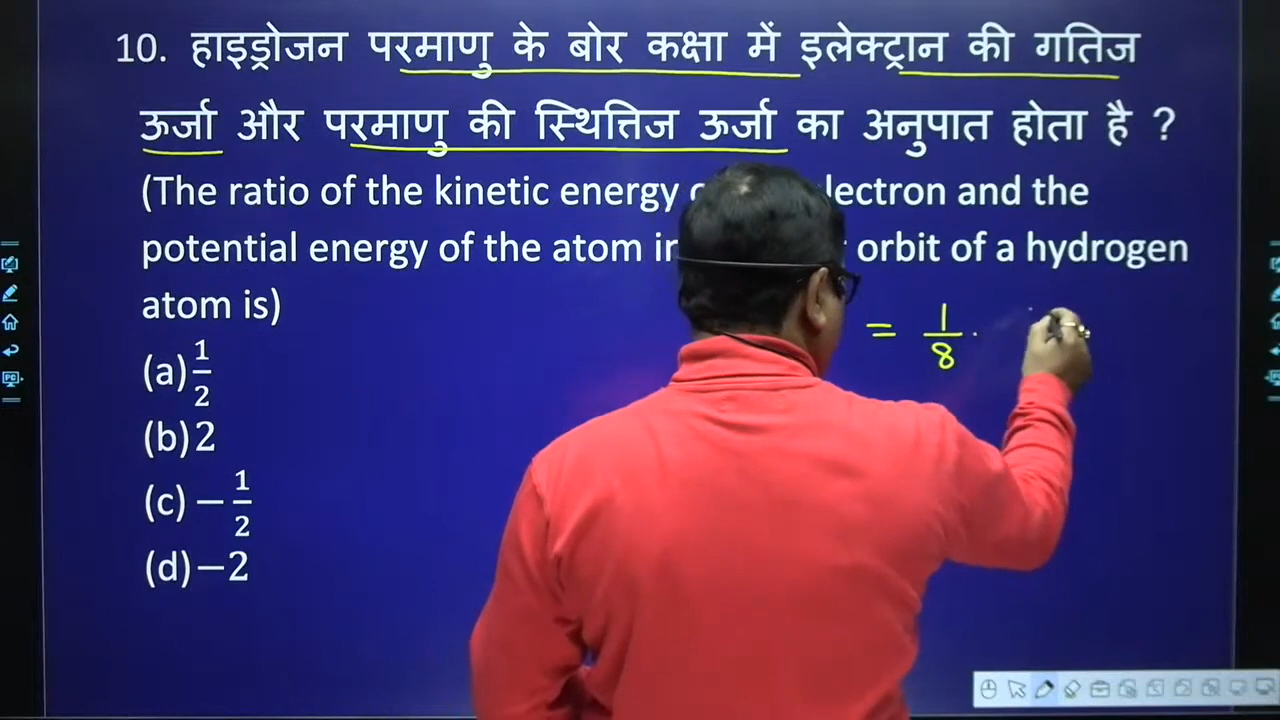 10. हाइड्रोजन परमाणु के बोर कक्षा में इलेक्ट्रान की गतिज
ऊर्जा और परमाणु की स्थित्तिज ऊर्जा का अनुपात होता है ?
(The ratio of the kinetic energy lectron and the
potential energy of the atom in orbit of a hydrogen
atom is)
= 1/8
(a) 1/2
(b) 2
(c) −1/2
(d) −2